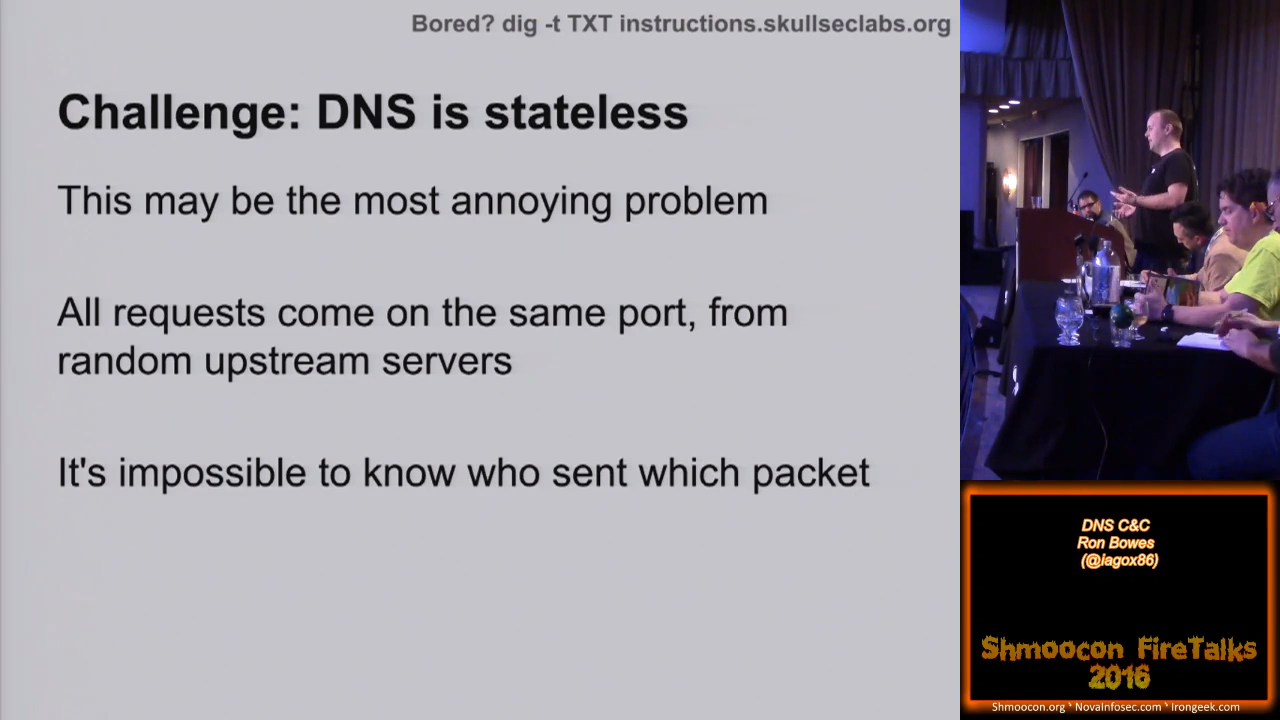 Bored? dig -t TXT instructions.skullseclabs.org
Challenge: DNS is stateless
This may be the most annoying problem
All requests come on the same port, from
random upstream servers
It's impossible to know who sent which packet
DNS C&C
Ron Bowes
(@iagox86)
Shmoocon FireTalks
2016
Shmoocon.org ` NovaInfosec.com ` Irongeek.com